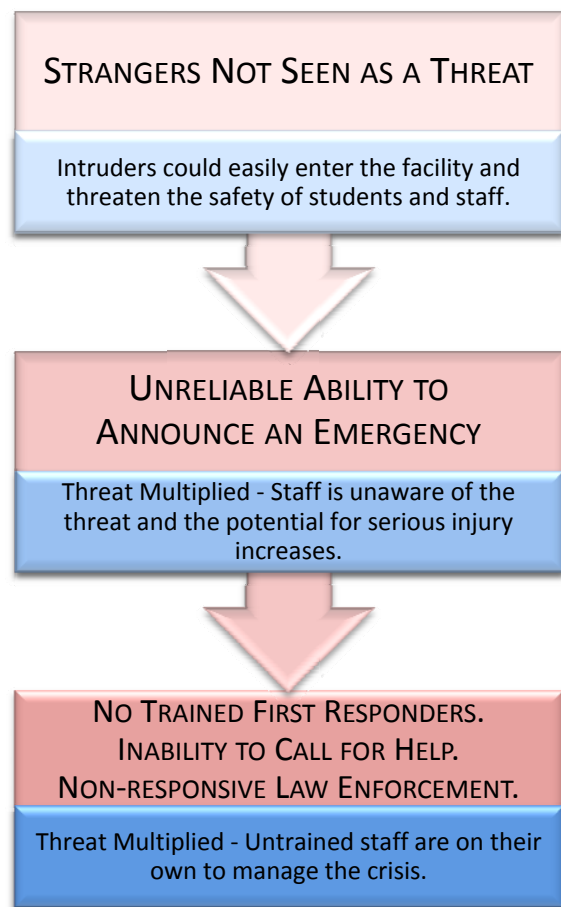 STRANGERS NOT SEEN AS A THREAT
Intruders could easily enter the facility and
threaten the safety of students and staff.
UNRELIABLE ABILITY TO
ANNOUNCE AN EMERGENCY
Threat Multiplied - Staff is unaware of the
threat and the potential for serious injury
increases.
NO TRAINED FIRST RESPONDERS.
INABILITY TO CALL FOR HELP.
NON-RESPONSIVE LAW ENFORCEMENT.
Threat Multiplied - Untrained staff are on their
own to manage the crisis.